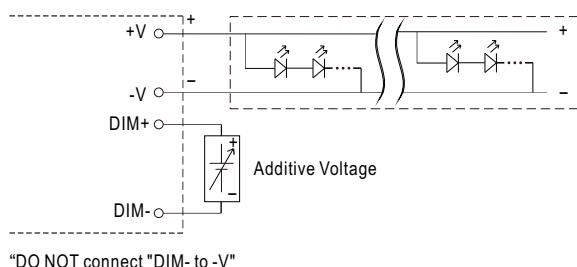 +V
+
+
-V
−
−
DIM+
+
Additive Voltage
−
DIM-
“DO NOT connect "DIM- to -V"